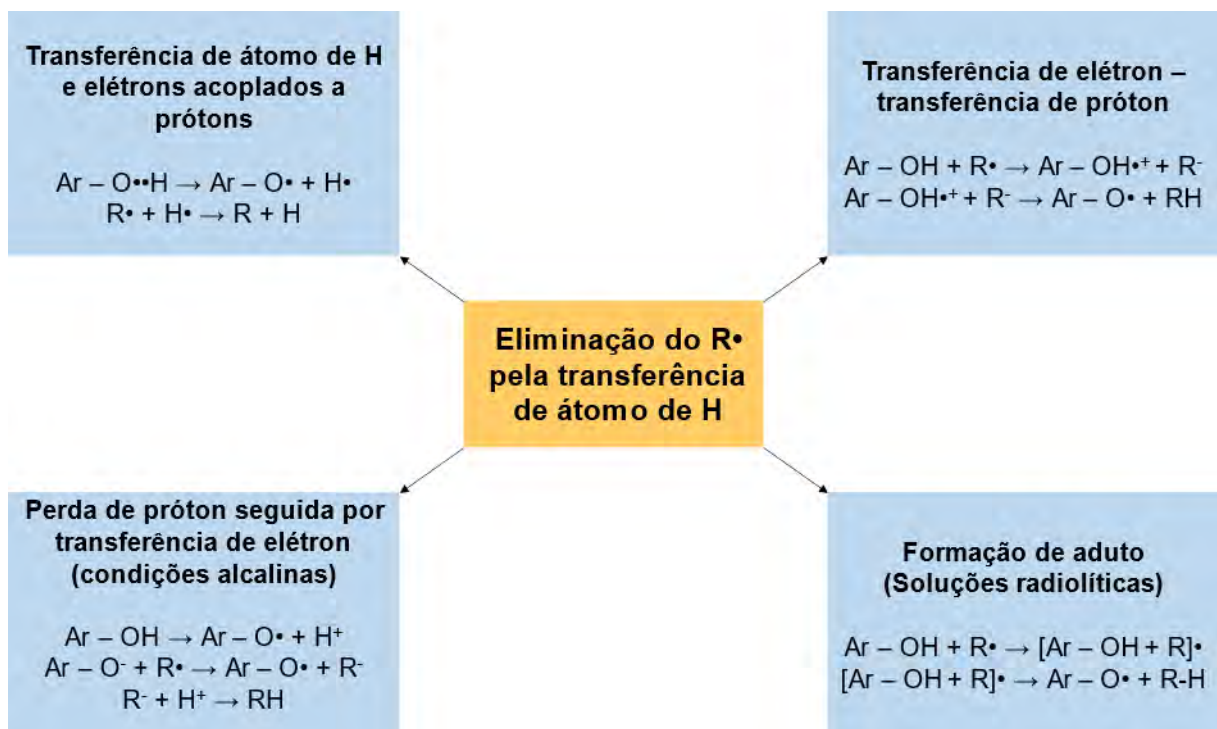 Transferência de átomo de H
e elétrons acoplados a
prótons
Ar – O••H → Ar – O• + H•
R• + H• → R + H
Transferência de elétron –
transferência de próton
Ar – OH + R• → Ar – OH•⁺ + R⁻
Ar – OH•⁺ + R⁻ → Ar – O• + RH
Eliminação do R•
pela transferência
de átomo de H
Perda de próton seguida por
transferência de elétron
(condições alcalinas)
Ar – OH → Ar – O• + H⁺
Ar – O⁻ + R• → Ar – O• + R⁻
R⁻ + H⁺ → RH
Formação de aduto
(Soluções radiolíticas)
Ar – OH + R• → [Ar – OH + R]•
[Ar – OH + R]• → Ar – O• + R-H